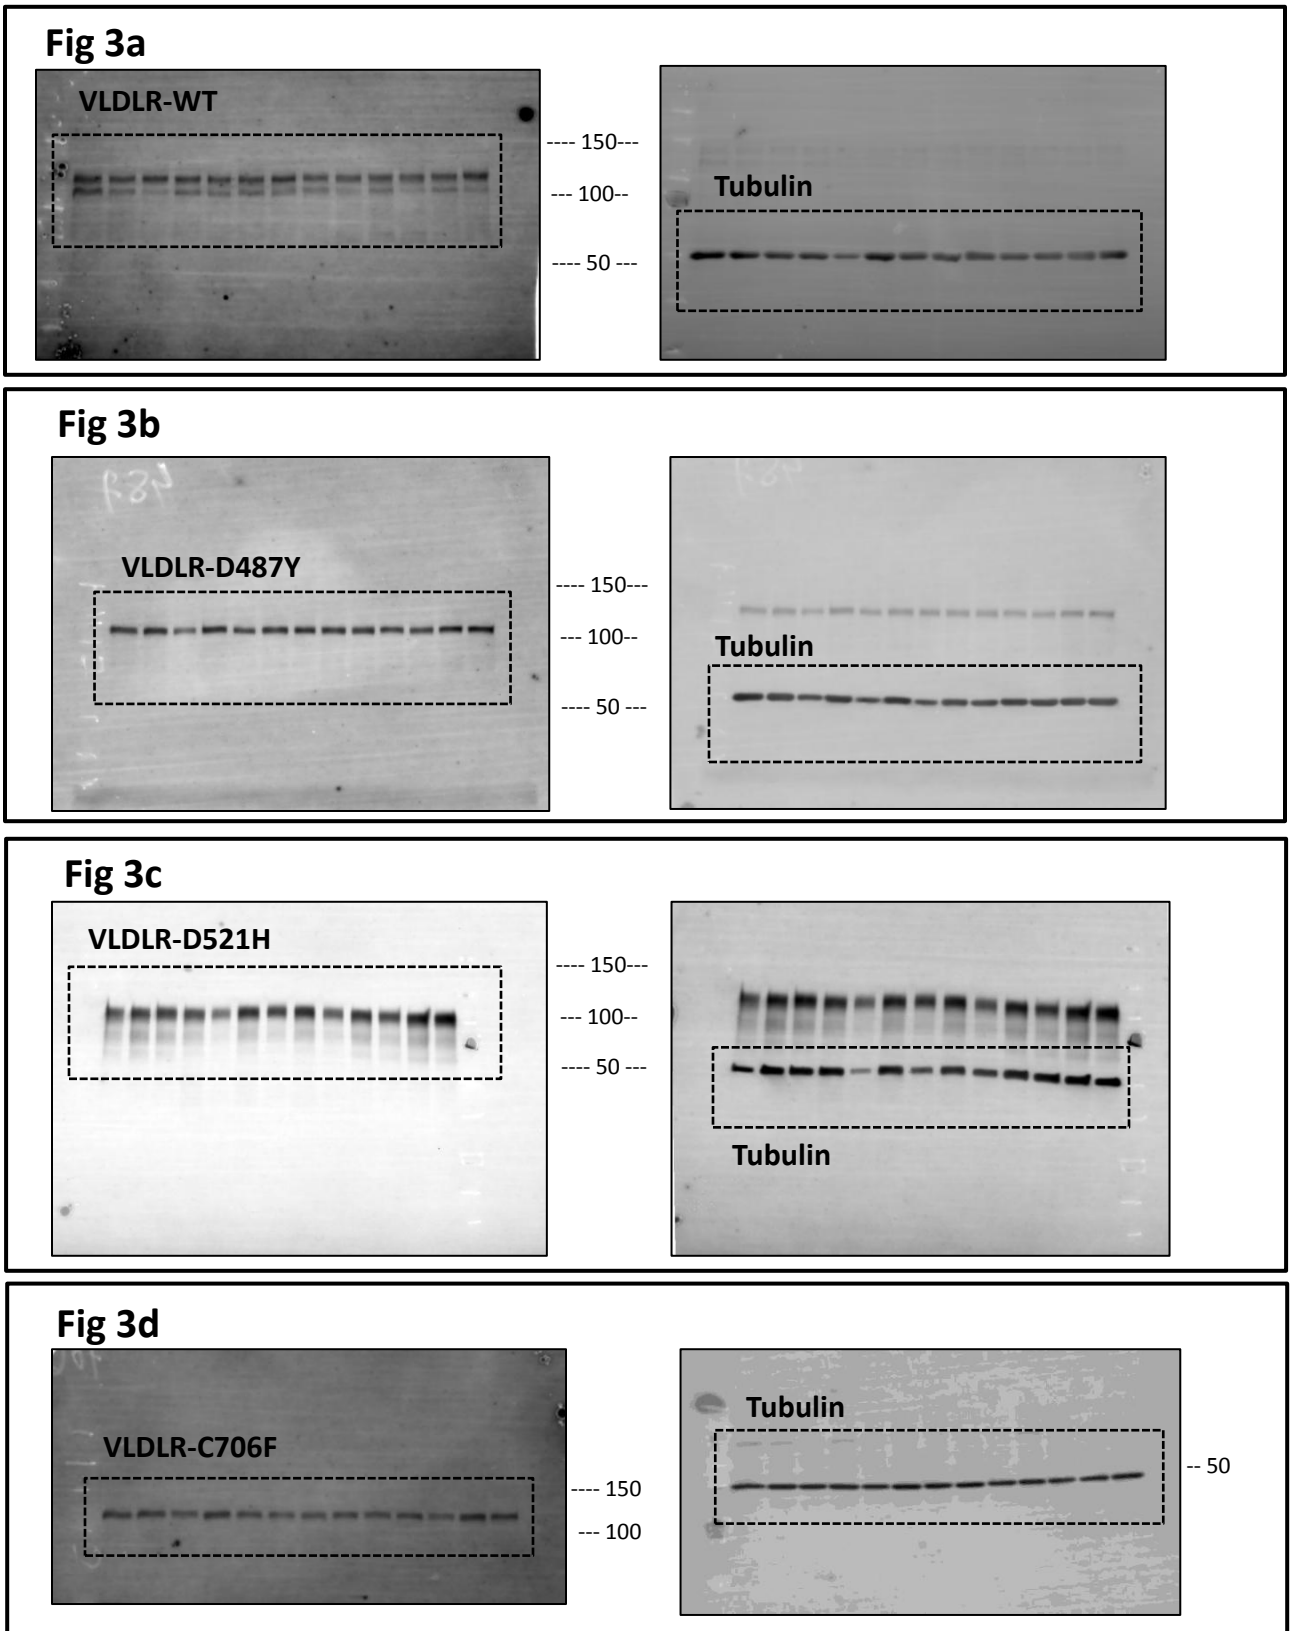 Fig 3a
VLDLR-WT
---- 150---
--- 100--
---- 50 ---
Tubulin
Fig 3b
VLDLR-D487Y
---- 150---
--- 100--
---- 50 ---
Tubulin
Fig 3c
VLDLR-D521H
---- 150---
--- 100--
---- 50 ---
Tubulin
Fig 3d
VLDLR-C706F
---- 150
--- 100
Tubulin
-- 50